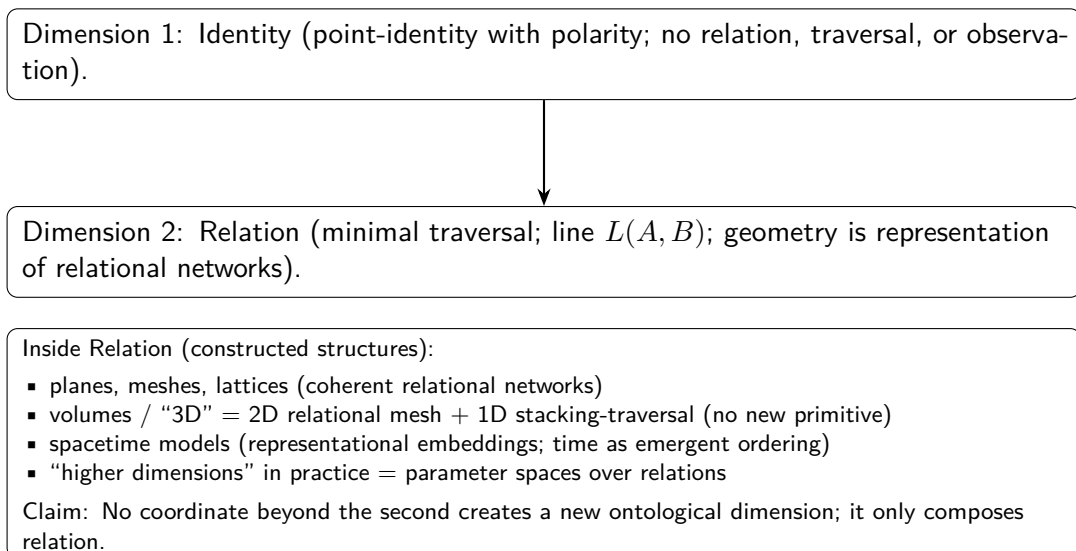 Dimension 1: Identity (point-identity with polarity; no relation, traversal, or observa-
tion).
Dimension 2: Relation (minimal traversal; line L(A, B); geometry is representation
of relational networks).
Inside Relation (constructed structures):
▪ planes, meshes, lattices (coherent relational networks)
▪ volumes / “3D” = 2D relational mesh + 1D stacking-traversal (no new primitive)
▪ spacetime models (representational embeddings; time as emergent ordering)
▪ “higher dimensions” in practice = parameter spaces over relations
Claim: No coordinate beyond the second creates a new ontological dimension; it only composes
relation.